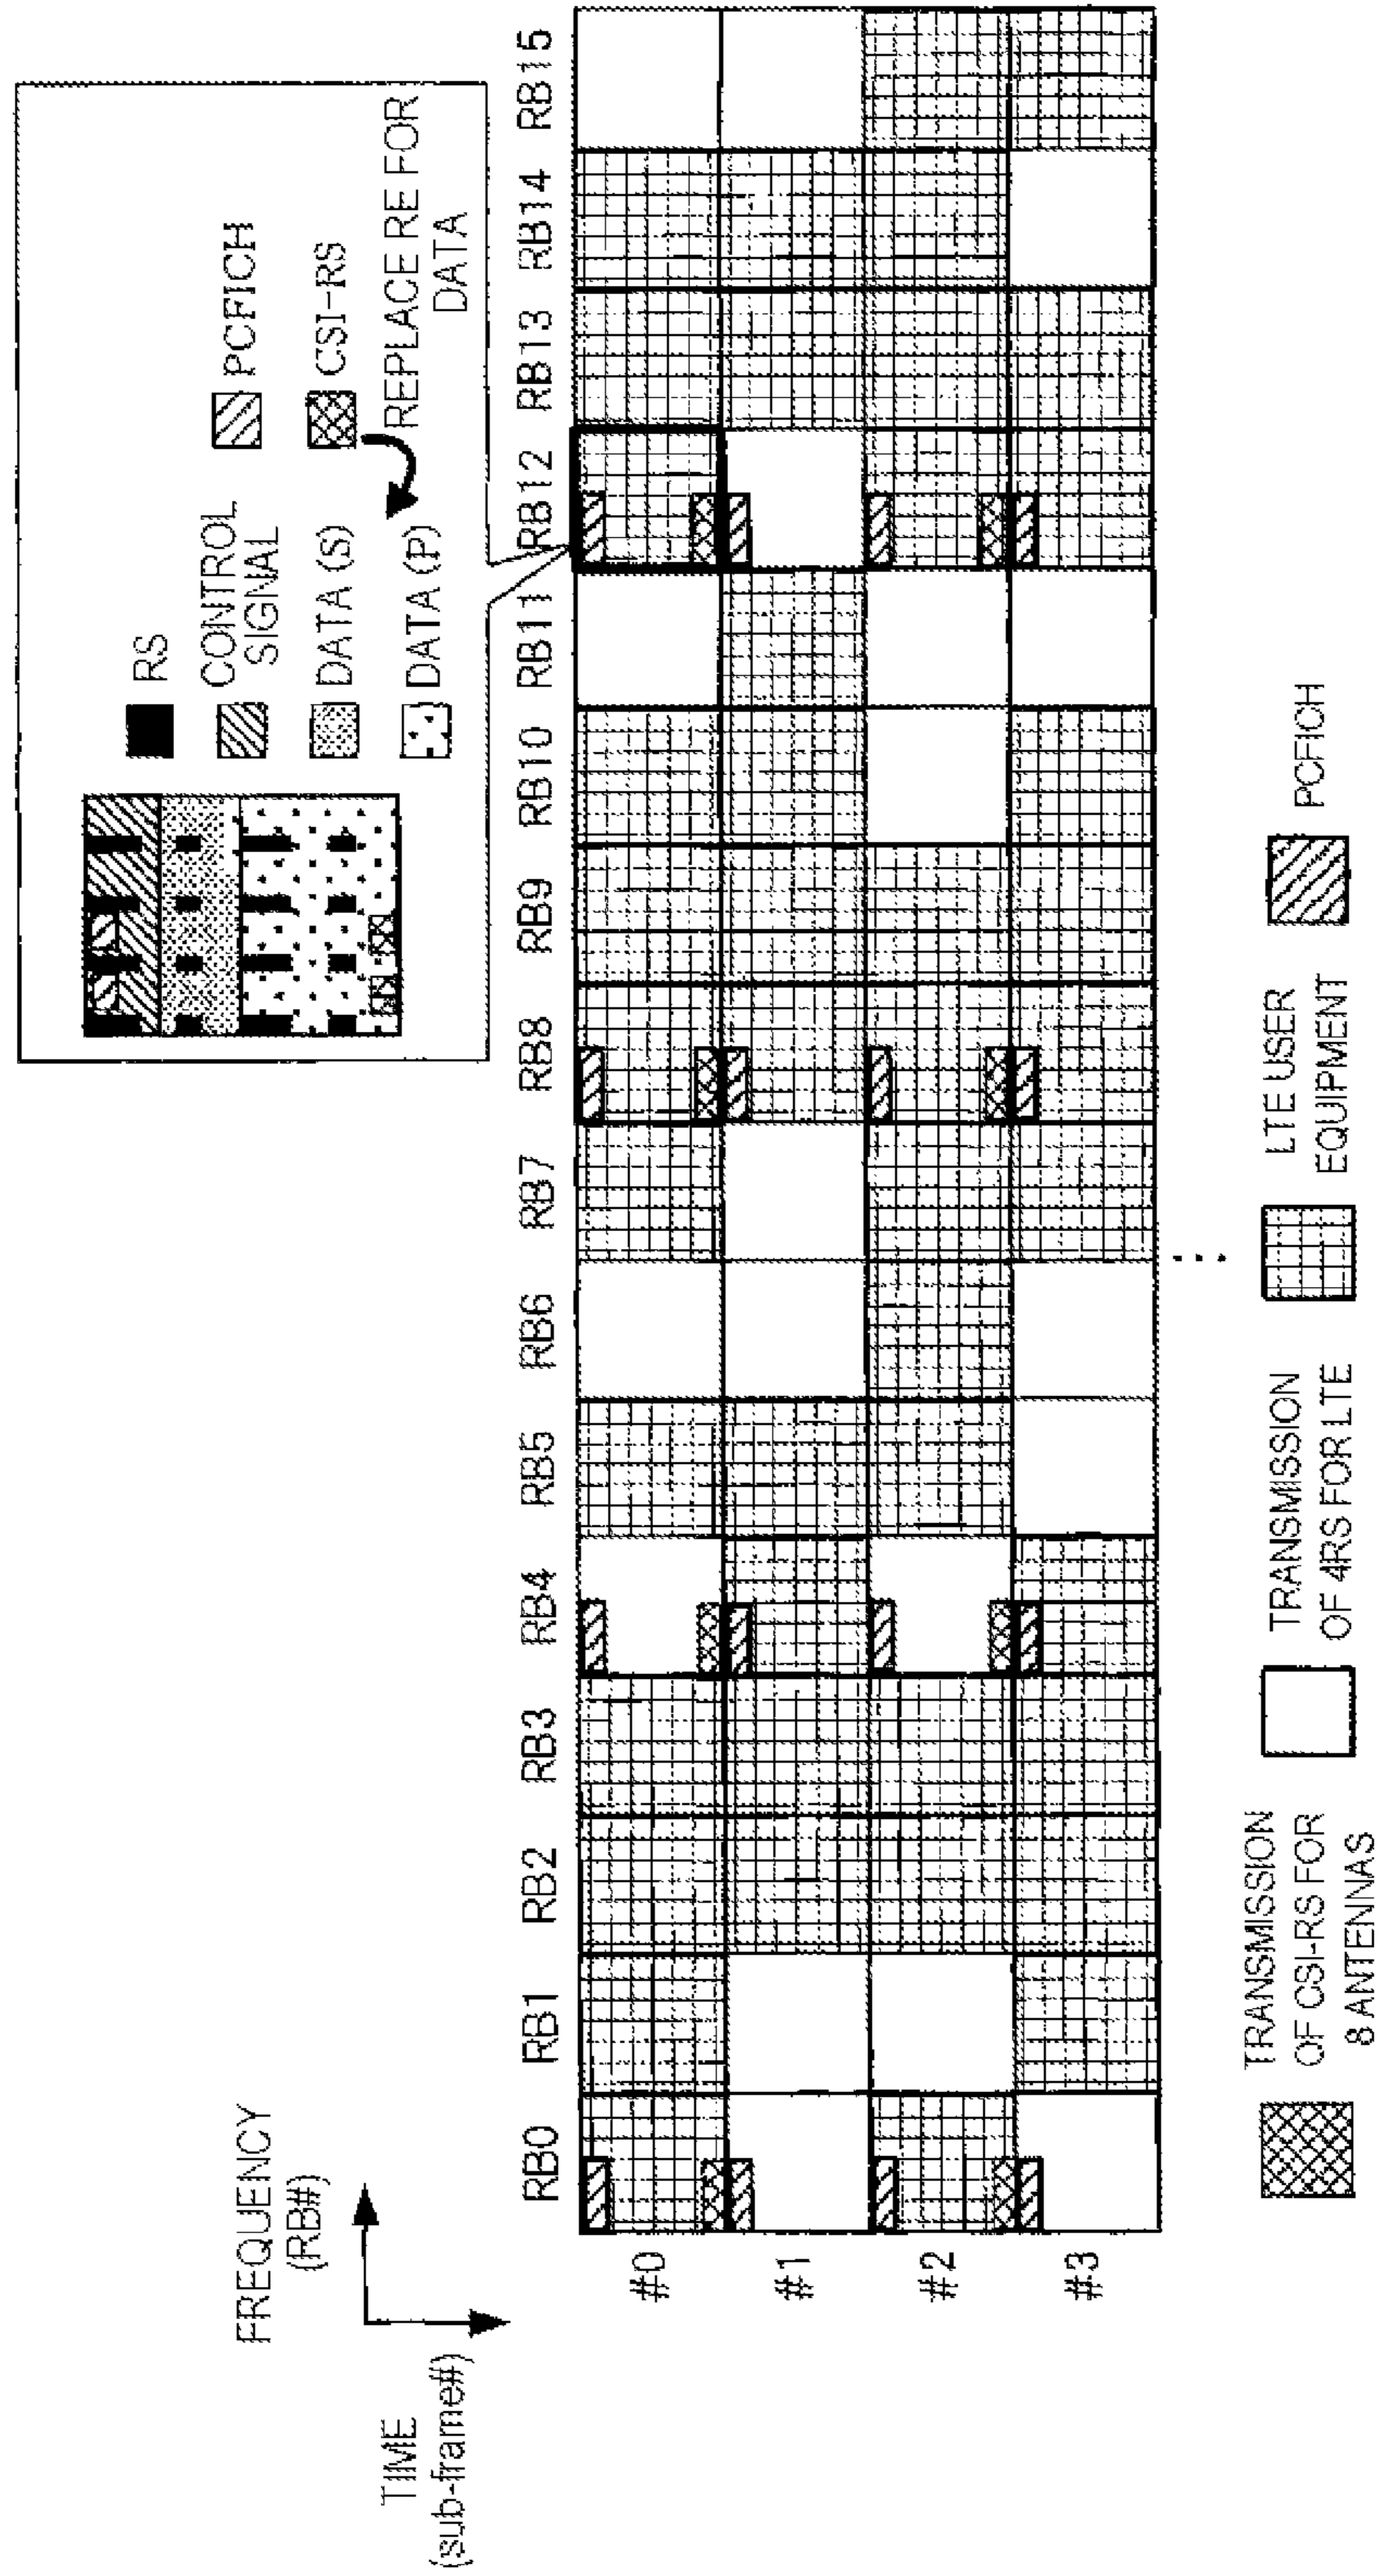 FREQUENCY
(RB#)
TIME
(sub-frame#)
RS
CONTROL
SIGNAL
DATA (S)
DATA (P)
PCFICH
CSI-RS
REPLACE RE FOR
DATA
RB0 RB1 RB2 RB3 RB4 RB5 RB6 RB7 RB8 RB9 RB10 RB11 RB12 RB13 RB14 RB15
#0
#1
#2
#3
TRANSMISSION
OF CSI-RS FOR
8 ANTENNAS
TRANSMISSION
OF 4RS FOR LTE
LTE USER
EQUIPMENT
PCFICH